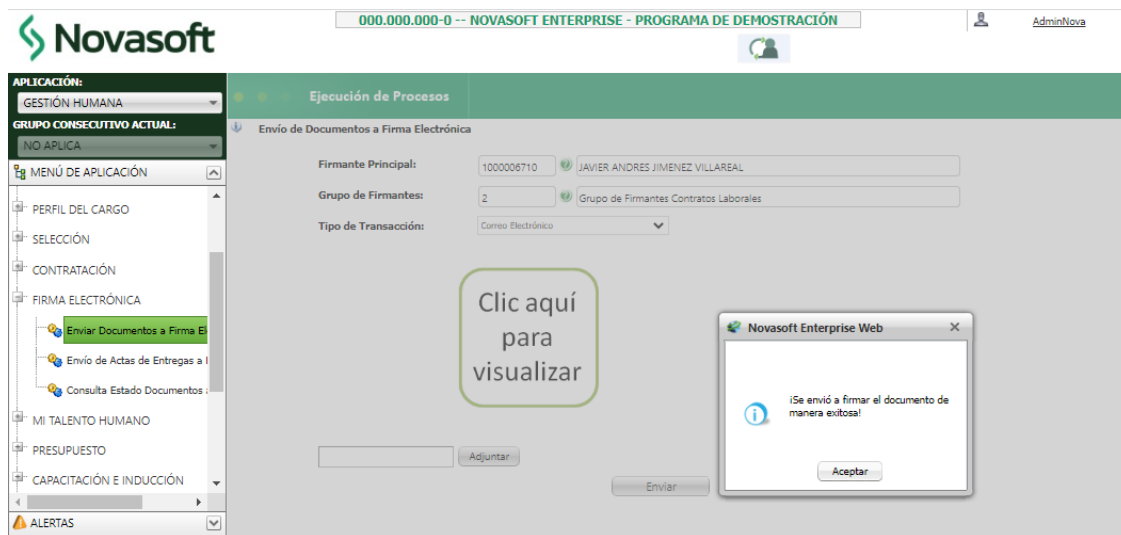 Novasoft
000.000.000-0 -- NOVASOFT ENTERPRISE - PROGRAMA DE DEMOSTRACIÓN
AdminNova
APLICACIÓN:
GESTIÓN HUMANA
GRUPO CONSECUTIVO ACTUAL:
NO APLICA
MENÚ DE APLICACIÓN
PERFIL DEL CARGO
SELECCIÓN
CONTRATACIÓN
FIRMA ELECTRÓNICA
Enviar Documentos a Firma El
Envío de Actas de Entregas a
Consulta Estado Documentos
MI TALENTO HUMANO
PRESUPUESTO
CAPACITACIÓN E INDUCCIÓN
ALERTAS
Ejecución de Procesos
Envío de Documentos a Firma Electrónica
Firmante Principal: 1000006710 JAVIER ANDRES JIMENEZ VILLAREAL
Grupo de Firmantes: 2 Grupo de Firmantes Contratos Laborales
Tipo de Transacción: Correo Electrónico
Clic aquí
para
visualizar
Adjuntar
Enviar
Novasoft Enterprise Web
¡Se envió a firmar el documento de
manera exitosa!
Aceptar